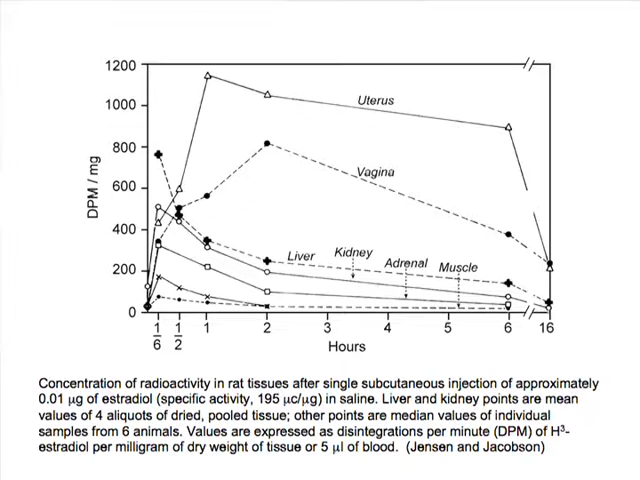 1200
1000
800
600
400
200
0
DPM / mg
Uterus
Vagina
Liver
Kidney
Adrenal
Muscle
1/6
1/2
1
2
3
4
5
6
16
Hours
Concentration of radioactivity in rat tissues after single subcutaneous injection of approximately
0.01 μg of estradiol (specific activity, 195 μc/μg) in saline. Liver and kidney points are mean
values of 4 aliquots of dried, pooled tissue; other points are median values of individual
samples from 6 animals. Values are expressed as disintegrations per minute (DPM) of H³-
estradiol per milligram of dry weight of tissue or 5 μl of blood. (Jensen and Jacobson)